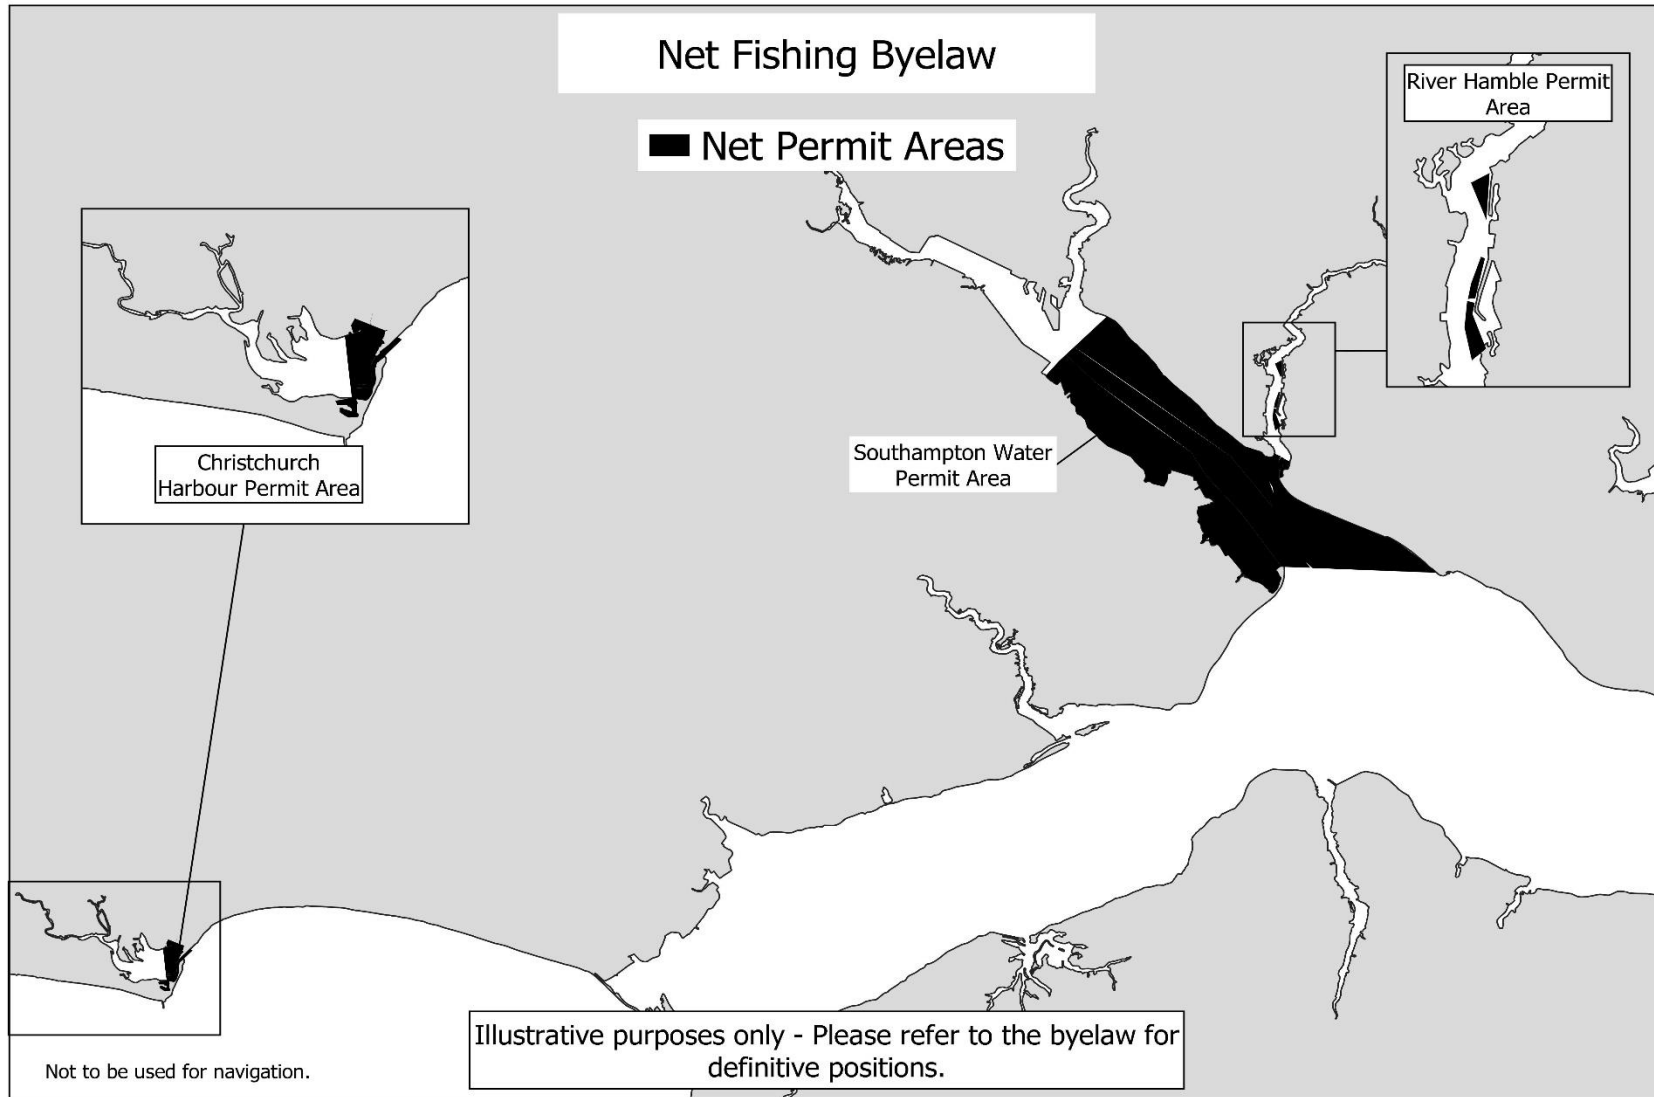 Net Fishing Byelaw
Net Permit Areas
River Hamble Permit
Area
Christchurch
Harbour Permit Area
Southampton Water
Permit Area
Illustrative purposes only - Please refer to the byelaw for
definitive positions.
Not to be used for navigation.